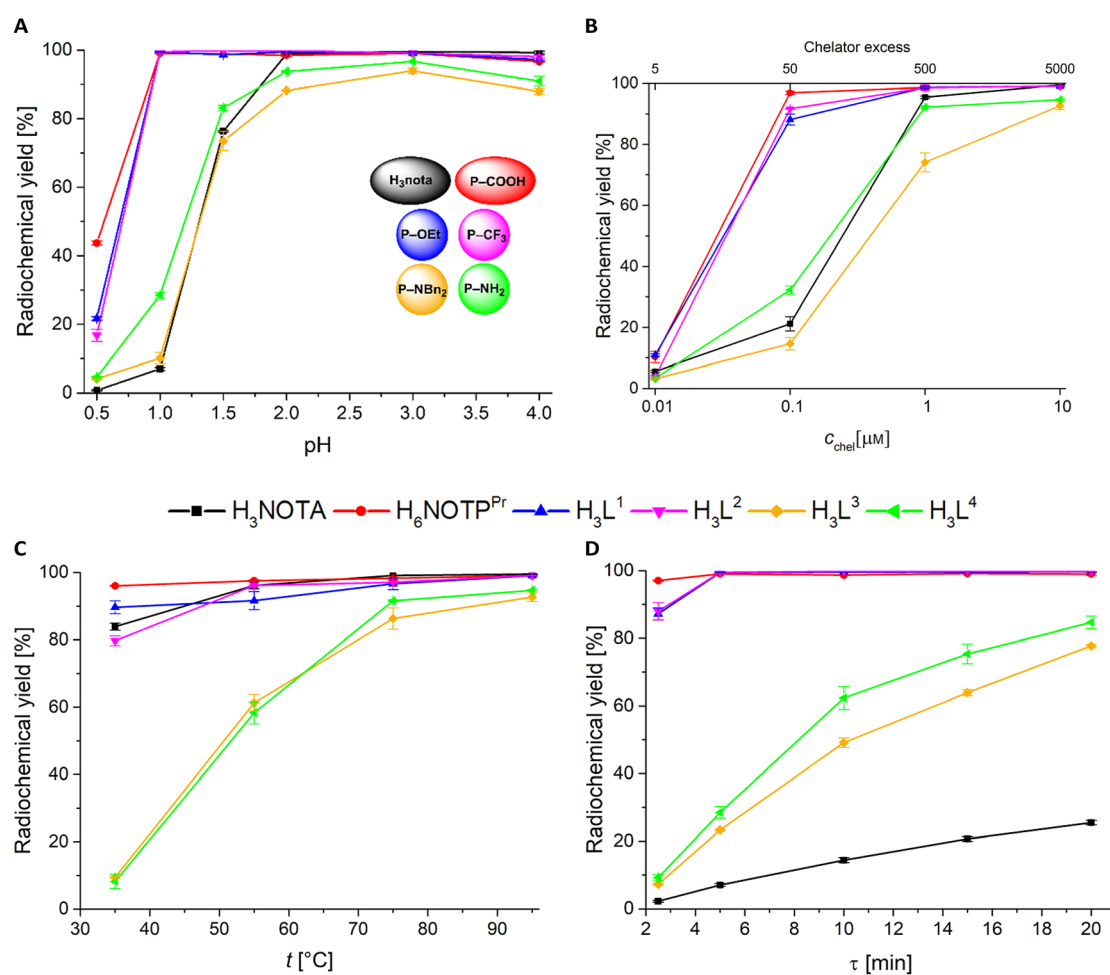 A
Radiochemical yield [%]
100
80
60
40
20
0
0.5 1.0 1.5 2.0 2.5 3.0 3.5 4.0
pH
H₃nota P–COOH
P–OEt P–CF₃
P–NBn₂ P–NH₂
B
Chelator excess
5 50 500 5000
Radiochemical yield [%]
100
80
60
40
20
0
0.01 0.1 1 10
c_chel[µM]
H₃NOTA H₆NOTP^Pr H₃L¹ H₃L² H₃L³ H₃L⁴
C
Radiochemical yield [%]
100
80
60
40
20
0
30 40 50 60 70 80 90
t [°C]
D
Radiochemical yield [%]
100
80
60
40
20
0
2 4 6 8 10 12 14 16 18 20
τ [min]